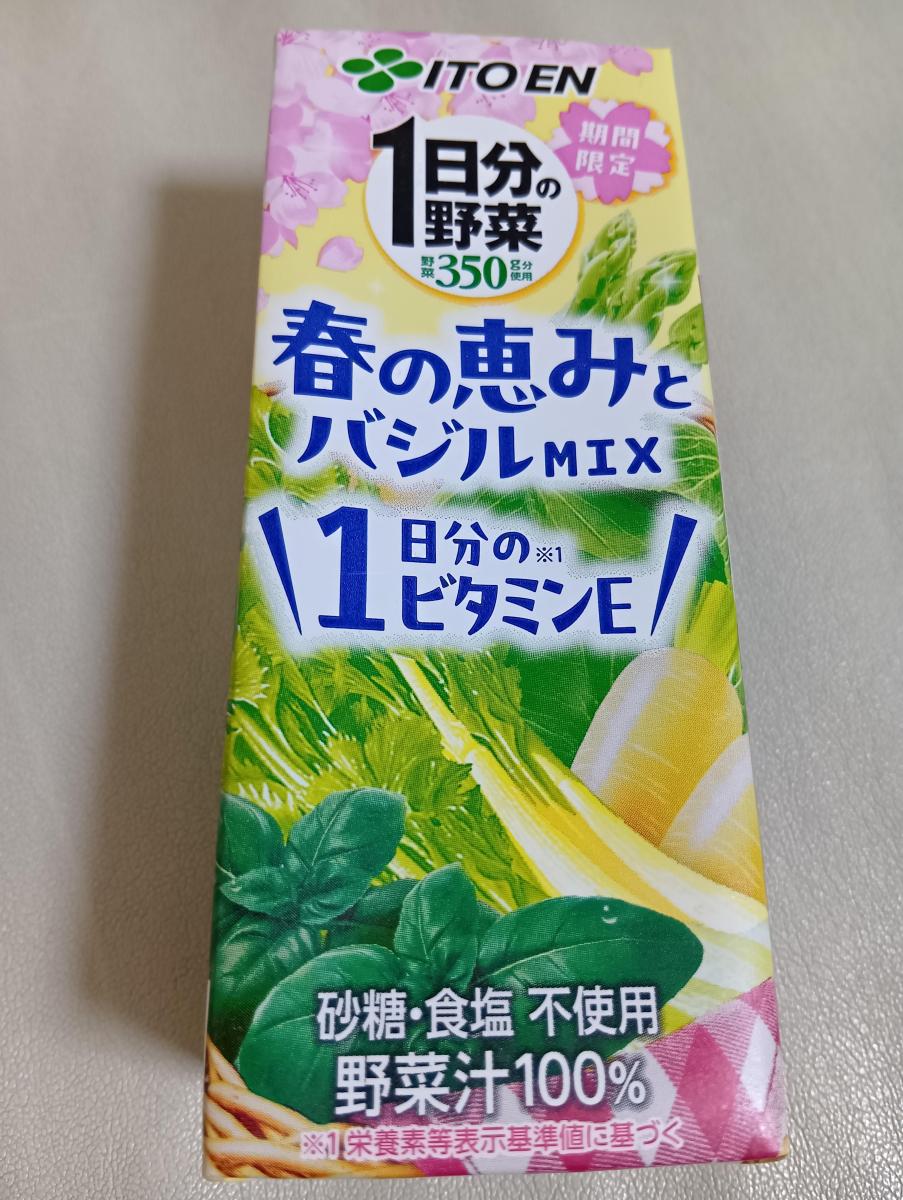 ITO EN
期間
限定
1日分の
野菜
野菜350g分使用
春の恵みと
バジルMIX
1日分の※1
ビタミンE
砂糖・食塩 不使用
野菜汁100%
※1 栄養素等表示基準値に基づく